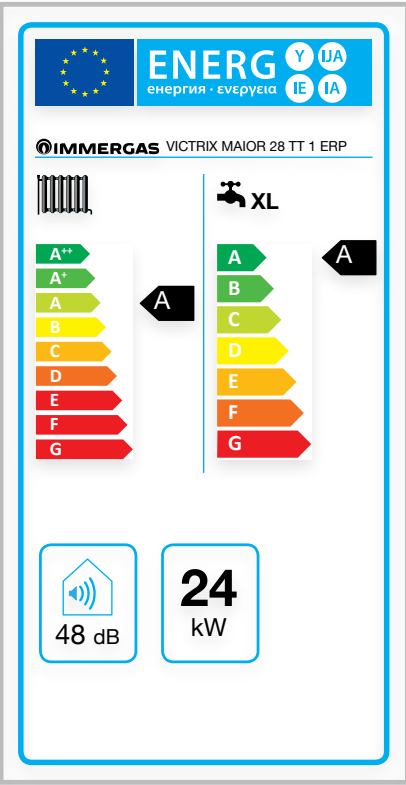 ENERG
енергия · ενεργεια
Y IJA
IE IA
IMMERGAS VICTRIX MAIOR 28 TT 1 ERP
XL
A++
A+
A
B
C
D
E
F
G
A
A
B
C
D
E
F
G
A
48 dB
24
kW